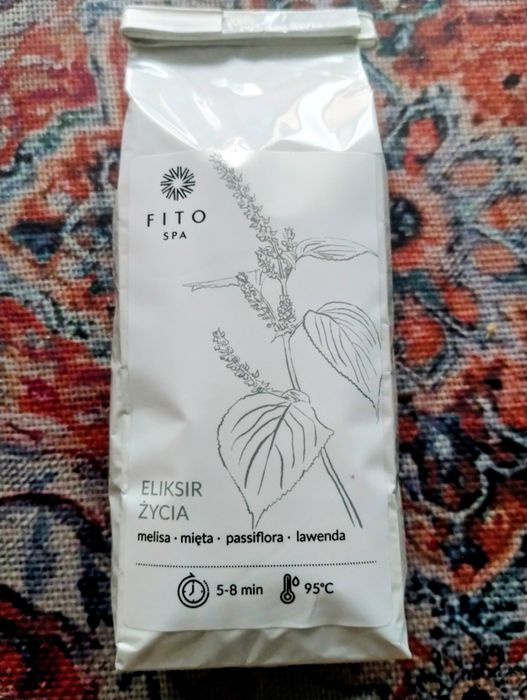 FITO
SPA
ELIKSIR
ŻYCIA
melisa · mięta · passiflora · lawenda
5-8 min 95°C